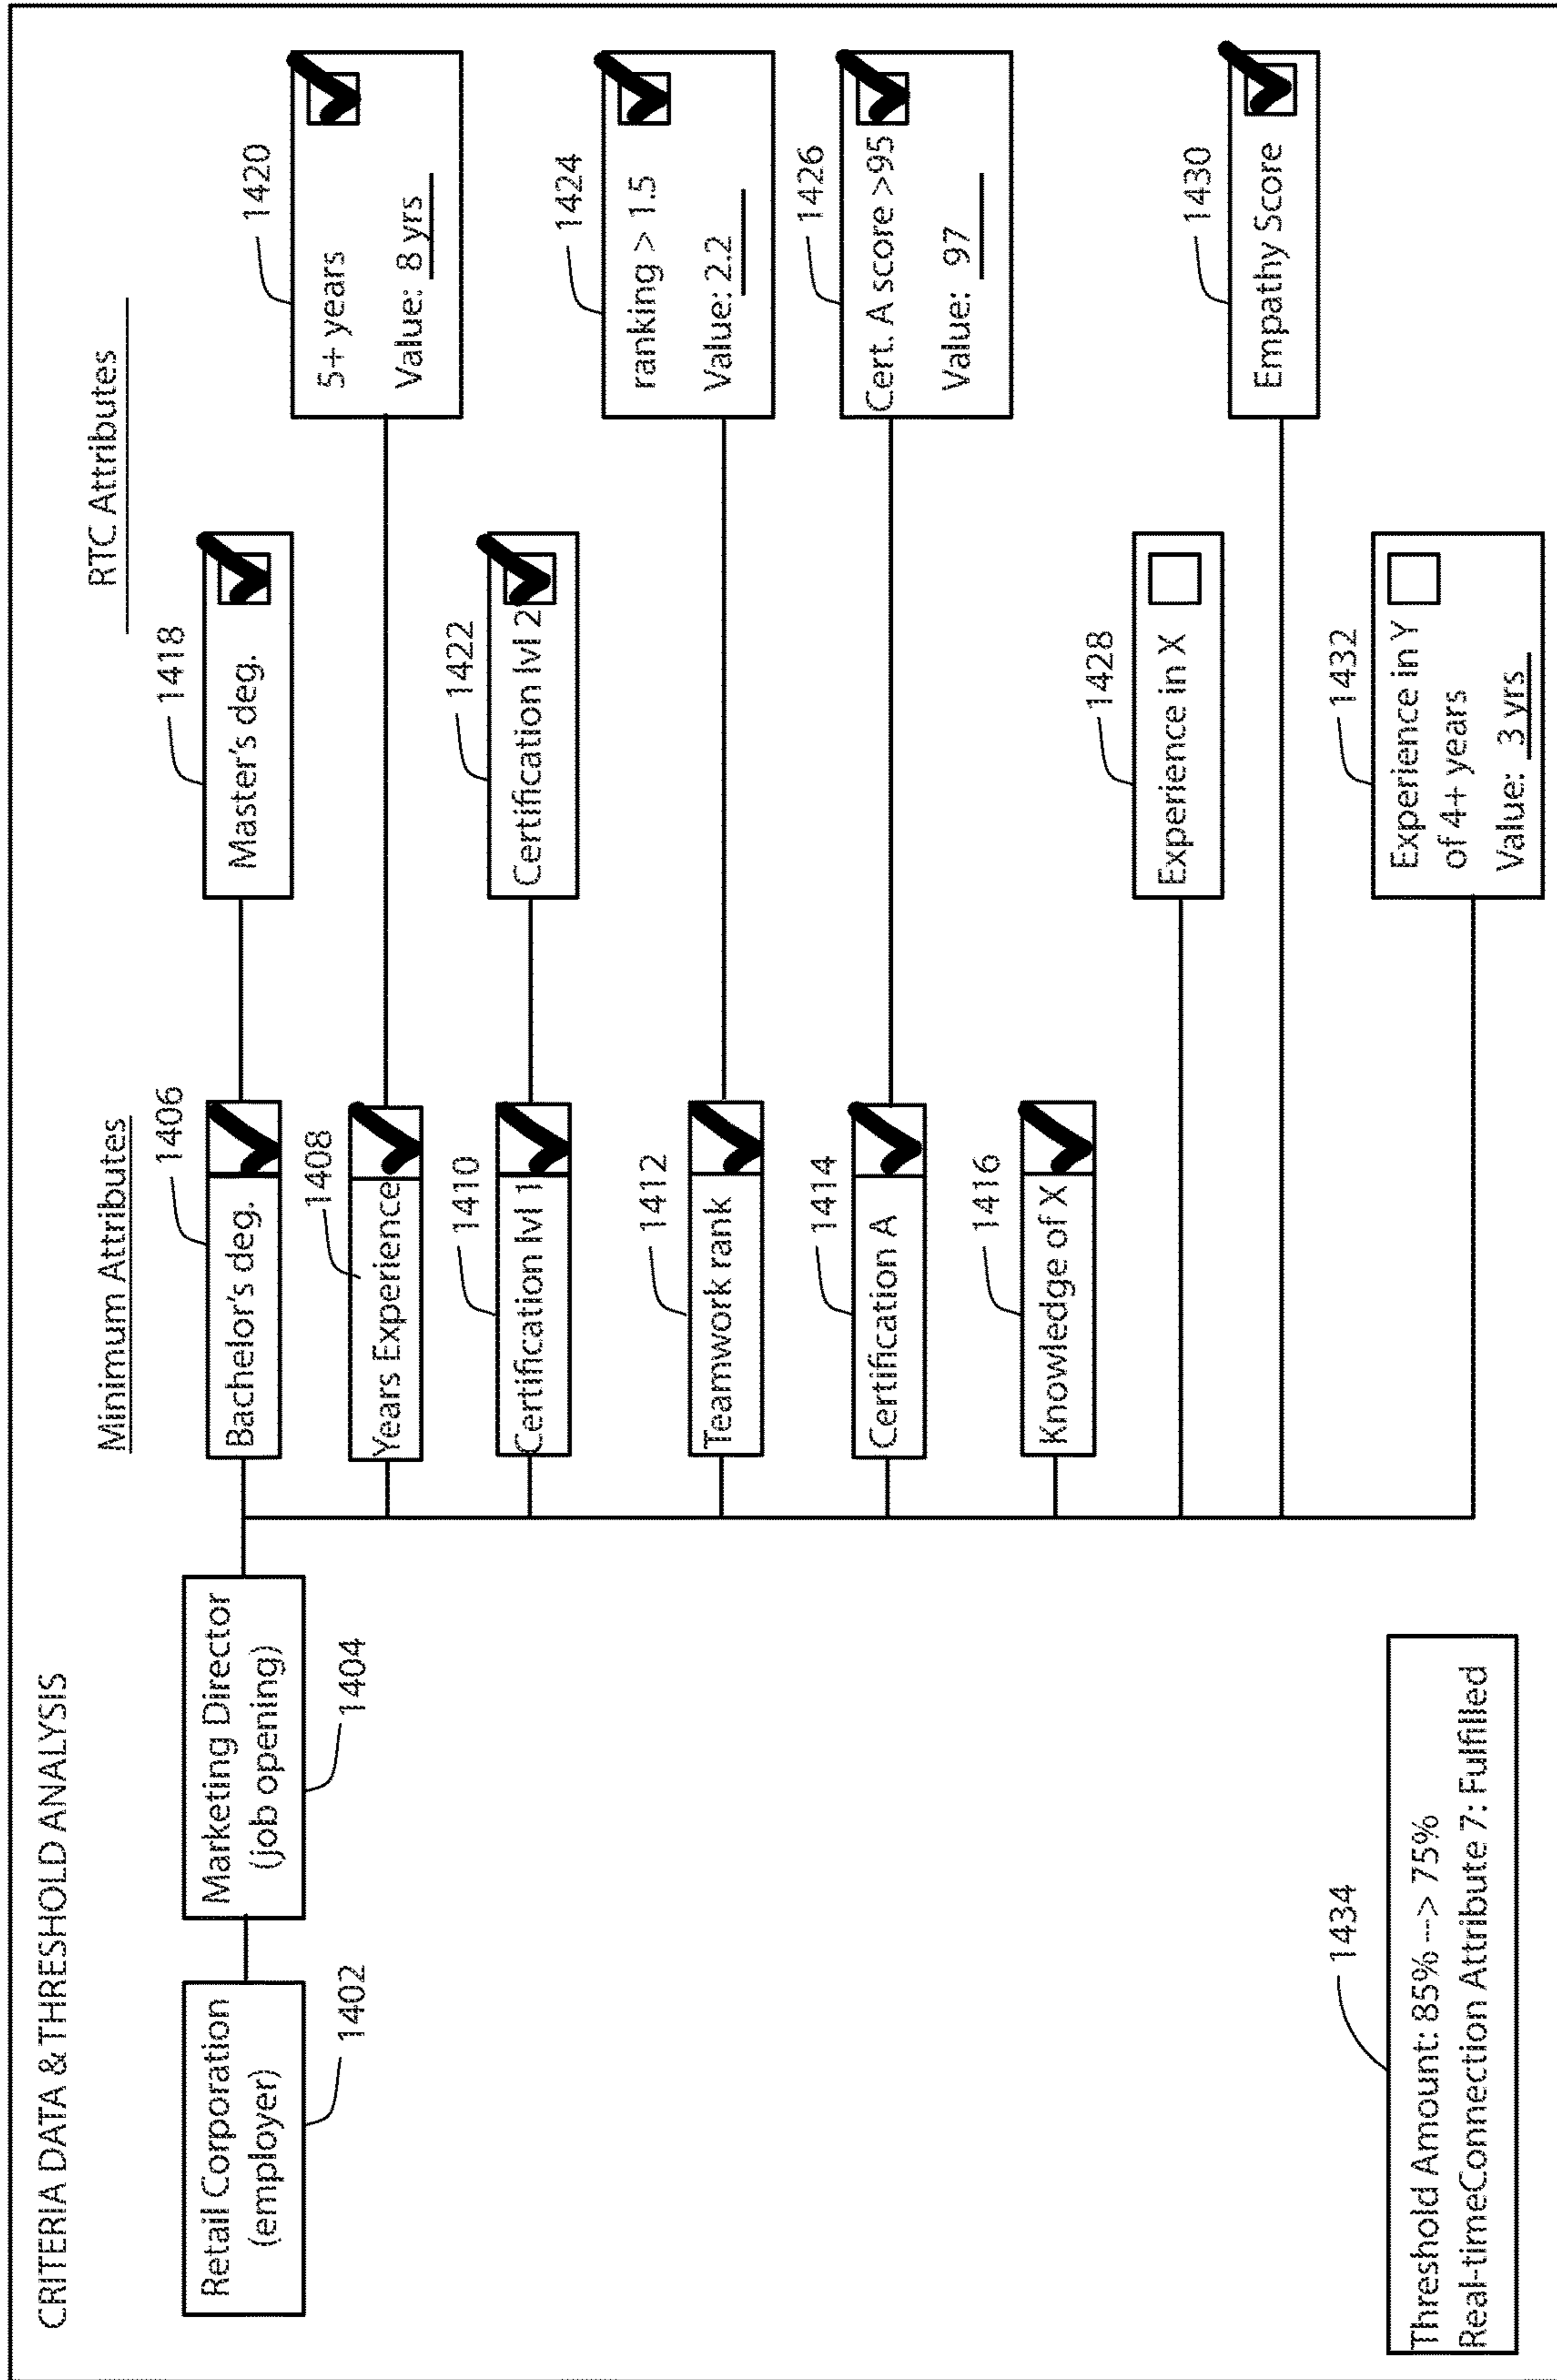 CRITERIA DATA & THRESHOLD ANALYSIS
Retail Corporation
(employer)
1402
Marketing Director
(job opening)
1404
Minimum Attributes
1406
Bachelor's deg.
1408
Years Experience
1410
Certification lvl 1
1412
Teamwork rank
1414
Certification A
1416
Knowledge of X
RTC Attributes
1418
Master's deg.
1420
5+ years
Value: 8 yrs
1422
Certification lvl 2
1424
ranking > 1.5
Value: 2.2
1426
Cert. A score >95
Value: 97
1428
Experience in X
1430
Empathy Score
1432
Experience in Y
of 4+ years
Value: 3 yrs
1434
Threshold Amount: 85% ---> 75%
Real-timeConnection Attribute 7: Fulfilled